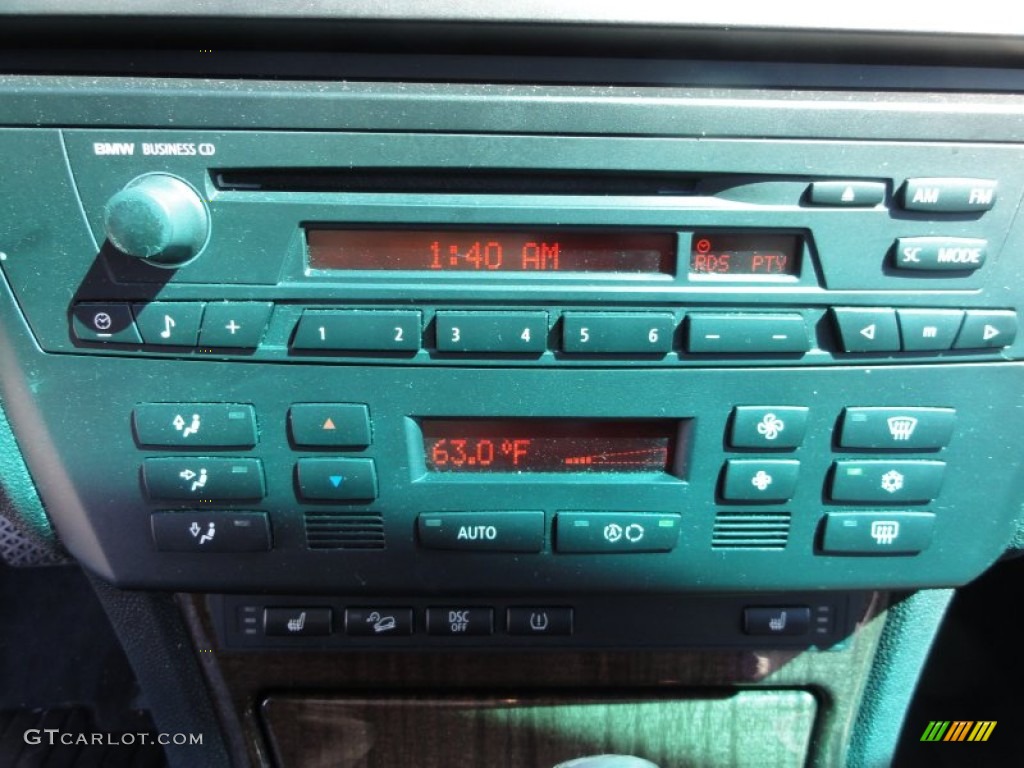 BMW BUSINESS CD
AM FM
1:40 AM
RDS PTY
SC MODE
+
1 2 3 4 5 6 — —
m
63.0 °F
AUTO
A
DSC OFF
GTCARLOT.COM